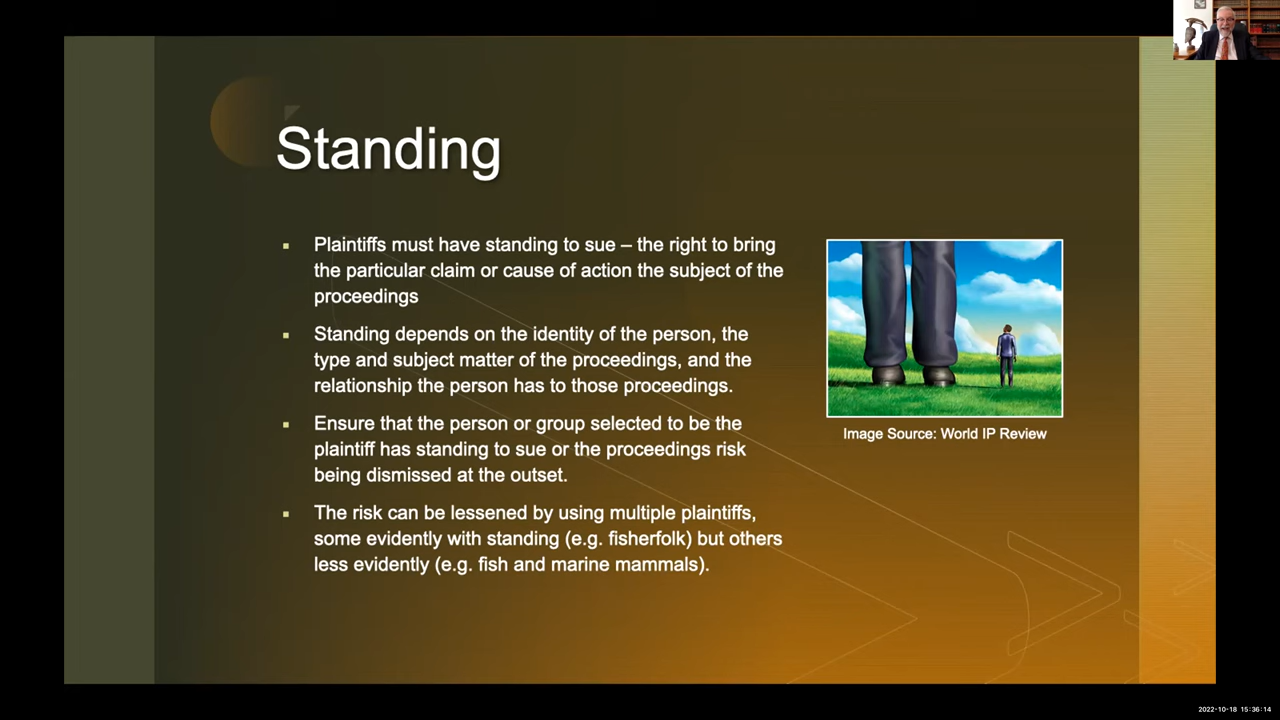 Standing
Plaintiffs must have standing to sue – the right to bring
the particular claim or cause of action the subject of the
proceedings
Standing depends on the identity of the person, the
type and subject matter of the proceedings, and the
relationship the person has to those proceedings.
Ensure that the person or group selected to be the
plaintiff has standing to sue or the proceedings risk
being dismissed at the outset.
The risk can be lessened by using multiple plaintiffs,
some evidently with standing (e.g. fisherfolk) but others
less evidently (e.g. fish and marine mammals).
Image Source: World IP Review
2022-10-18 15:36:14